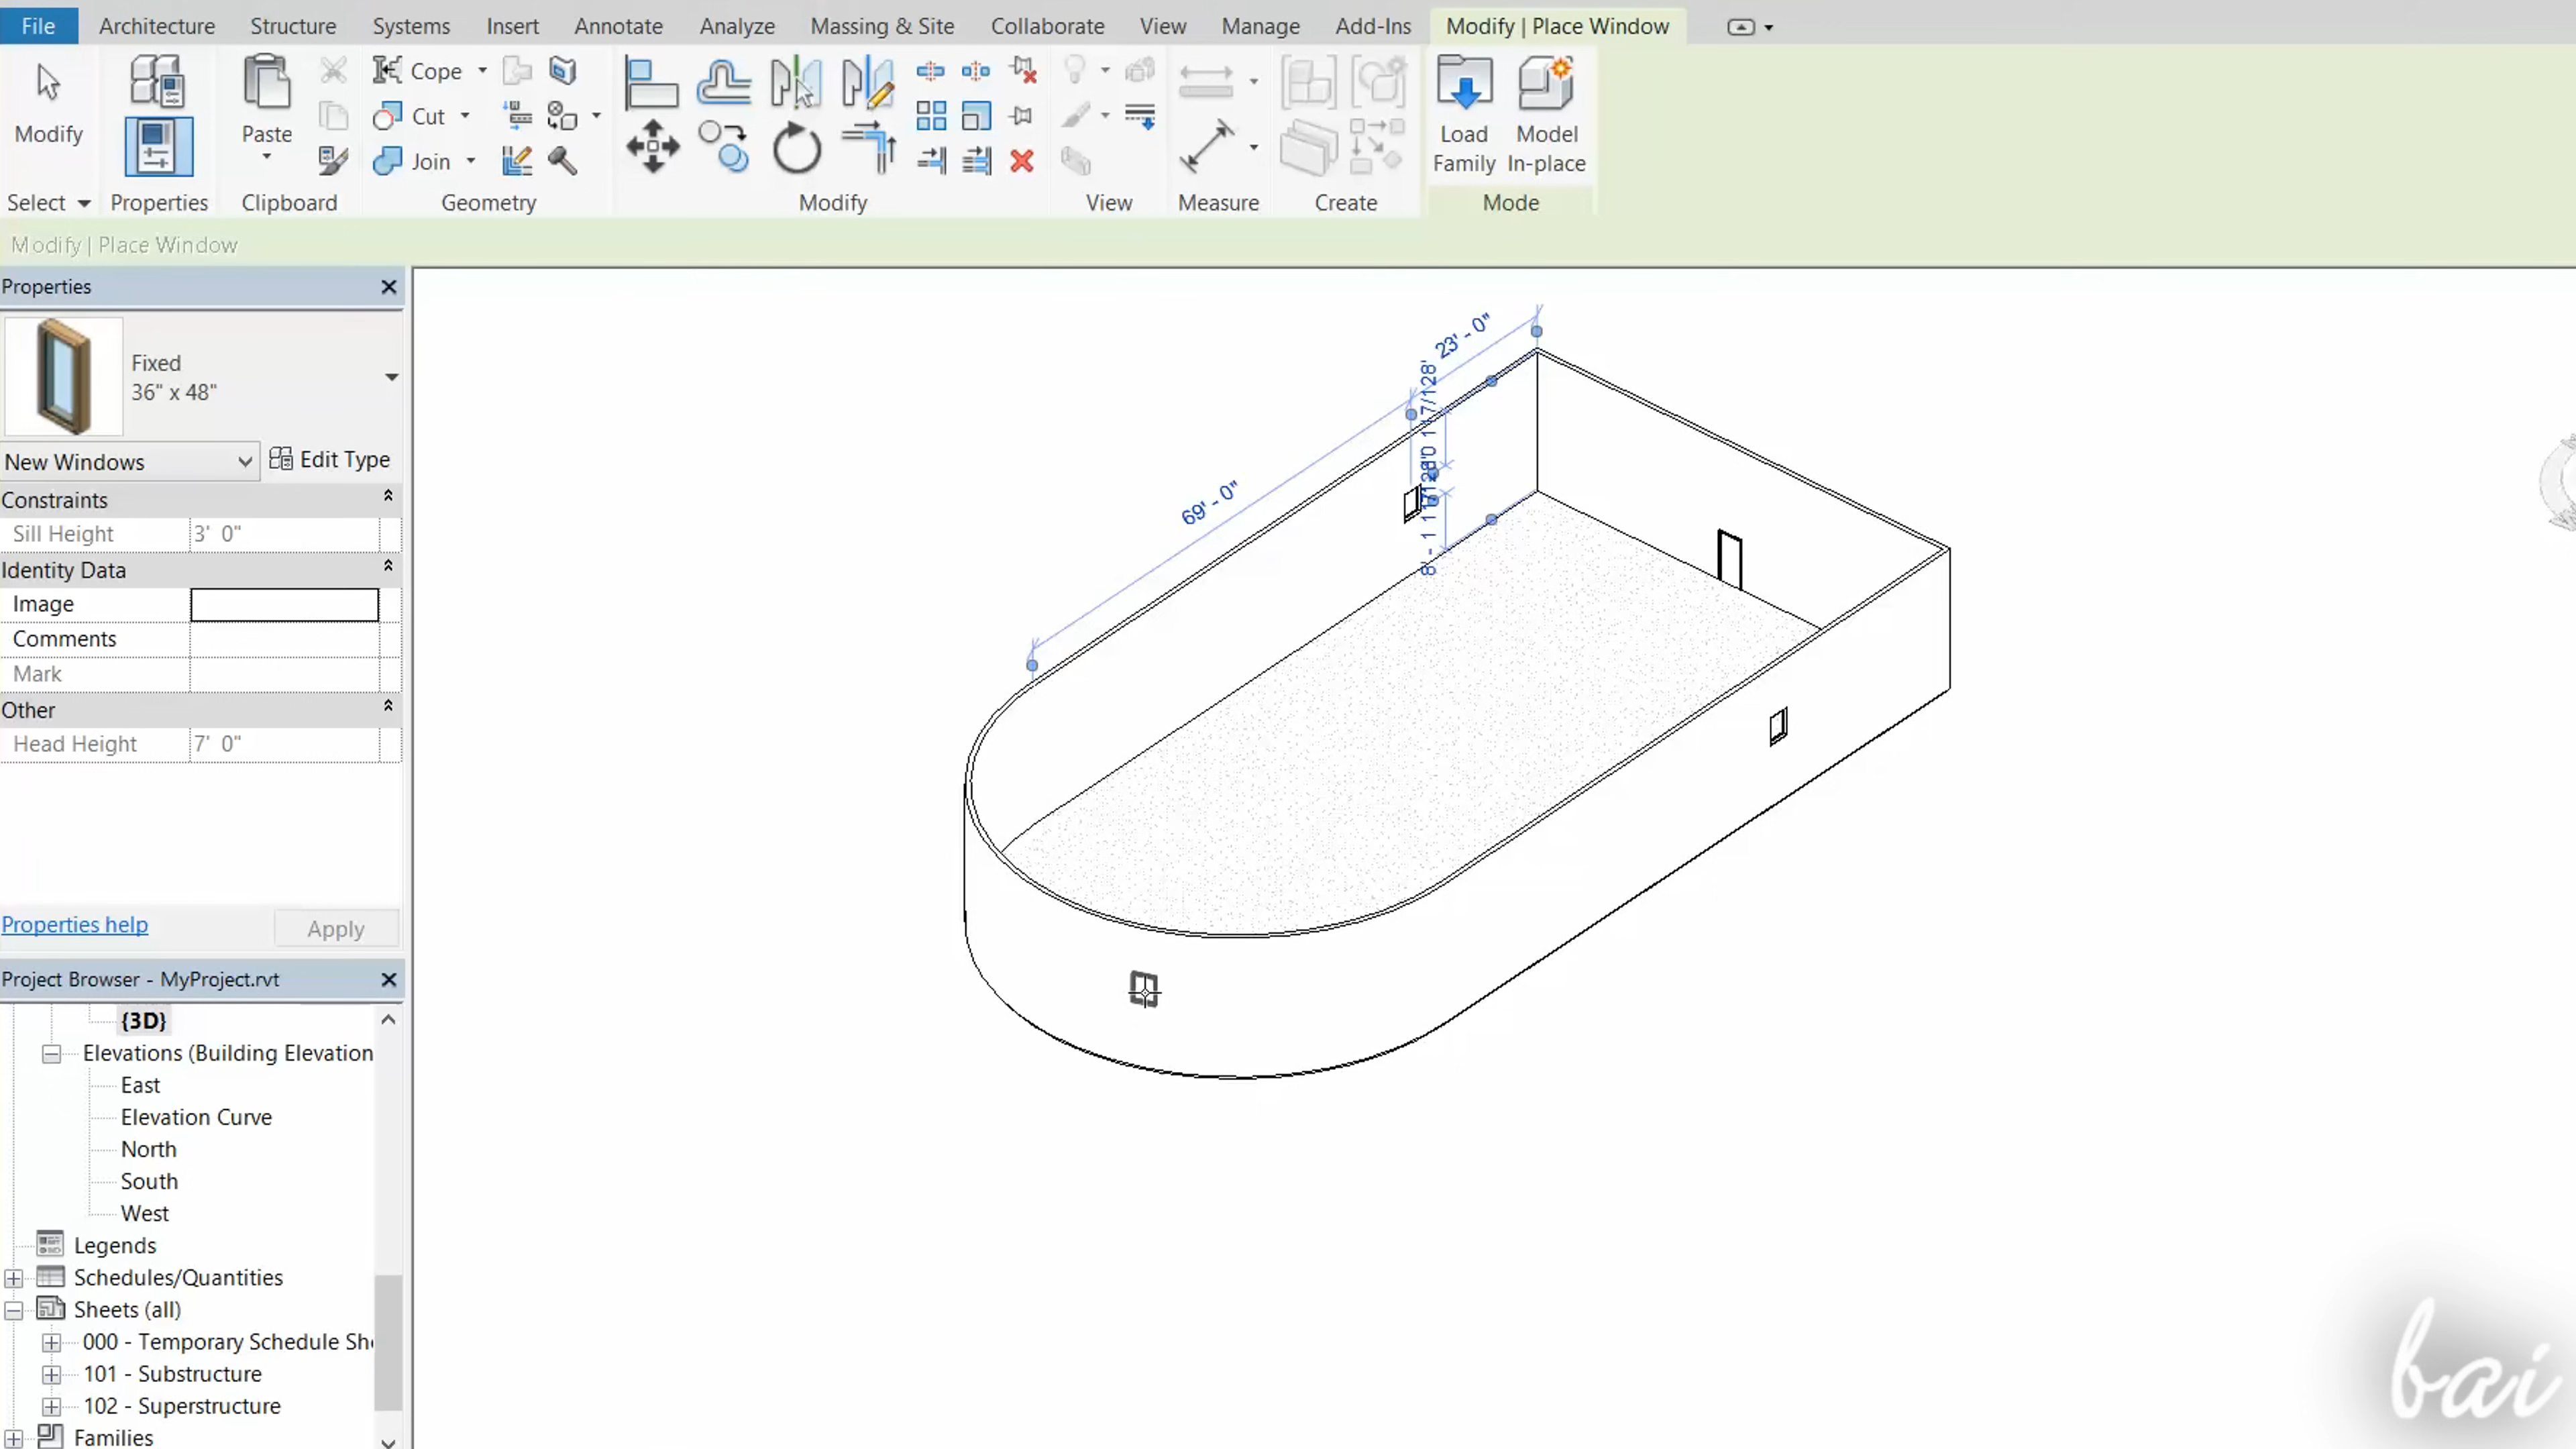 File Architecture Structure Systems Insert Annotate Analyze Massing & Site Collaborate View Manage Add-Ins Modify | Place Window
Modify
Paste
Cope
Cut
Join
Load Family
Model In-place
Select Properties Clipboard Geometry Modify View Measure Create Mode
Modify | Place Window
Properties
Fixed
36" x 48"
New Windows Edit Type
Constraints
Sill Height 3' 0"
Identity Data
Image
Comments
Mark
Other
Head Height 7' 0"
Properties help Apply
Project Browser - MyProject.rvt
{3D}
Elevations (Building Elevation
East
Elevation Curve
North
South
West
Legends
Schedules/Quantities
Sheets (all)
000 - Temporary Schedule
101 - Substructure
102 - Superstructure
Families
23' - 0"
69' - 0"
bai